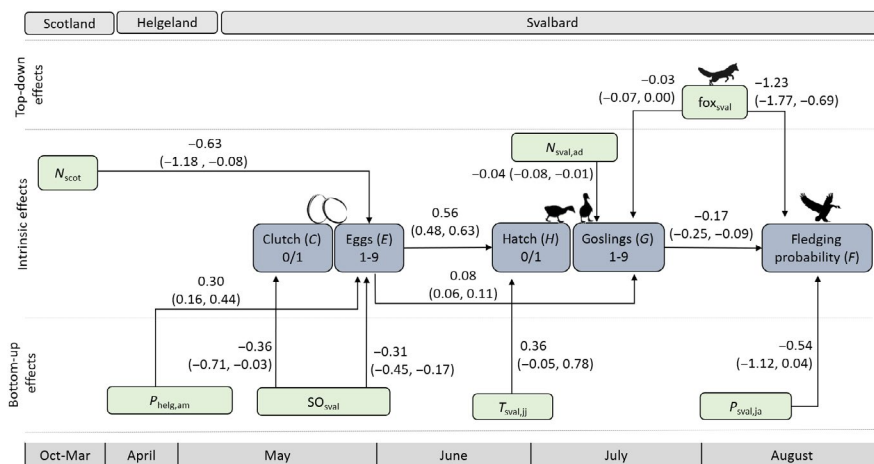 Scotland Helgeland Svalbard
Top-down
effects
−0.03
(−0.07, 0.00)
fox_sval
−1.23
(−1.77, −0.69)
Intrinsic effects
−0.63
(−1.18 , −0.08)
N_scot
N_sval,ad
−0.04 (−0.08, −0.01)
Clutch (C)
0/1
Eggs (E)
1-9
0.56
(0.48, 0.63)
Hatch (H)
0/1
Goslings (G)
1-9
−0.17
(−0.25, −0.09)
Fledging
probability (F)
0.30
(0.16, 0.44)
0.08
(0.06, 0.11)
Bottom-up
effects
−0.36
(−0.71, −0.03)
−0.31
(−0.45, −0.17)
0.36
(−0.05, 0.78)
−0.54
(−1.12, 0.04)
P_helg,am
SO_sval
T_sval,jj
P_sval,ja
Oct-Mar April May June July August